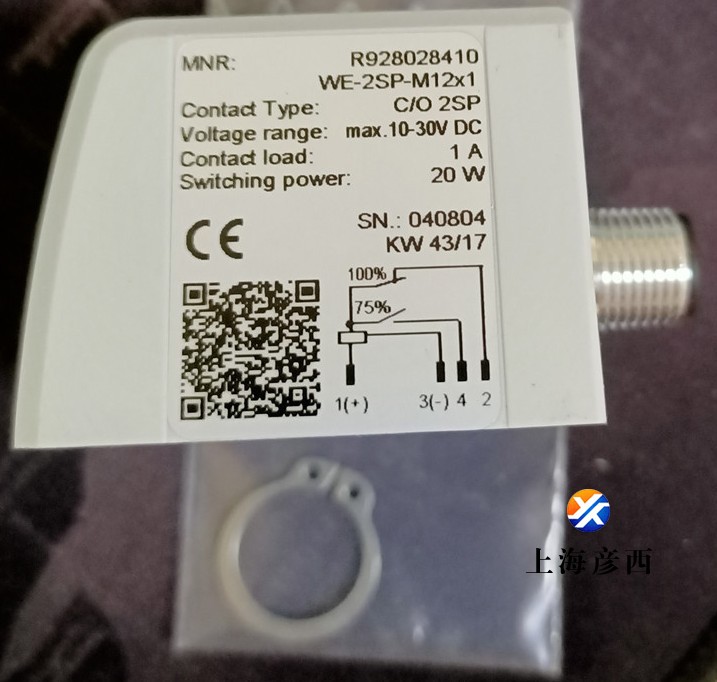 MNR: R928028410
WE-2SP-M12x1
Contact Type: C/O 2SP
Voltage range: max.10-30V DC
Contact load: 1 A
Switching power: 20 W
CE
SN.: 040804
KW 43/17
100%
75%
1(+) 3(-) 4 2
上海彦西